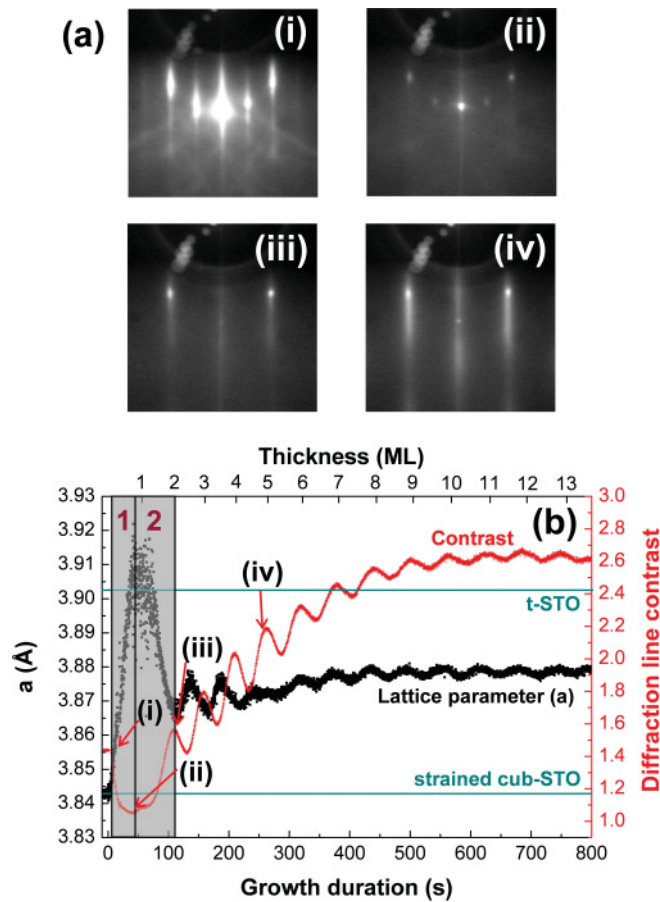 (a)
(i)
(ii)
(iii)
(iv)
Thickness (ML)
1 2 3 4 5 6 7 8 9 10 11 12 13
3.93
3.92
3.91
3.90
3.89
3.88
3.87
3.86
3.85
3.84
3.83
a (Å)
1 2
(b)
Contrast
(iv)
t-STO
(iii)
Lattice parameter (a)
(i)
(ii)
strained cub-STO
3.0
2.8
2.6
2.4
2.2
2.0
1.8
1.6
1.4
1.2
1.0
Diffraction line contrast
0 100 200 300 400 500 600 700 800
Growth duration (s)